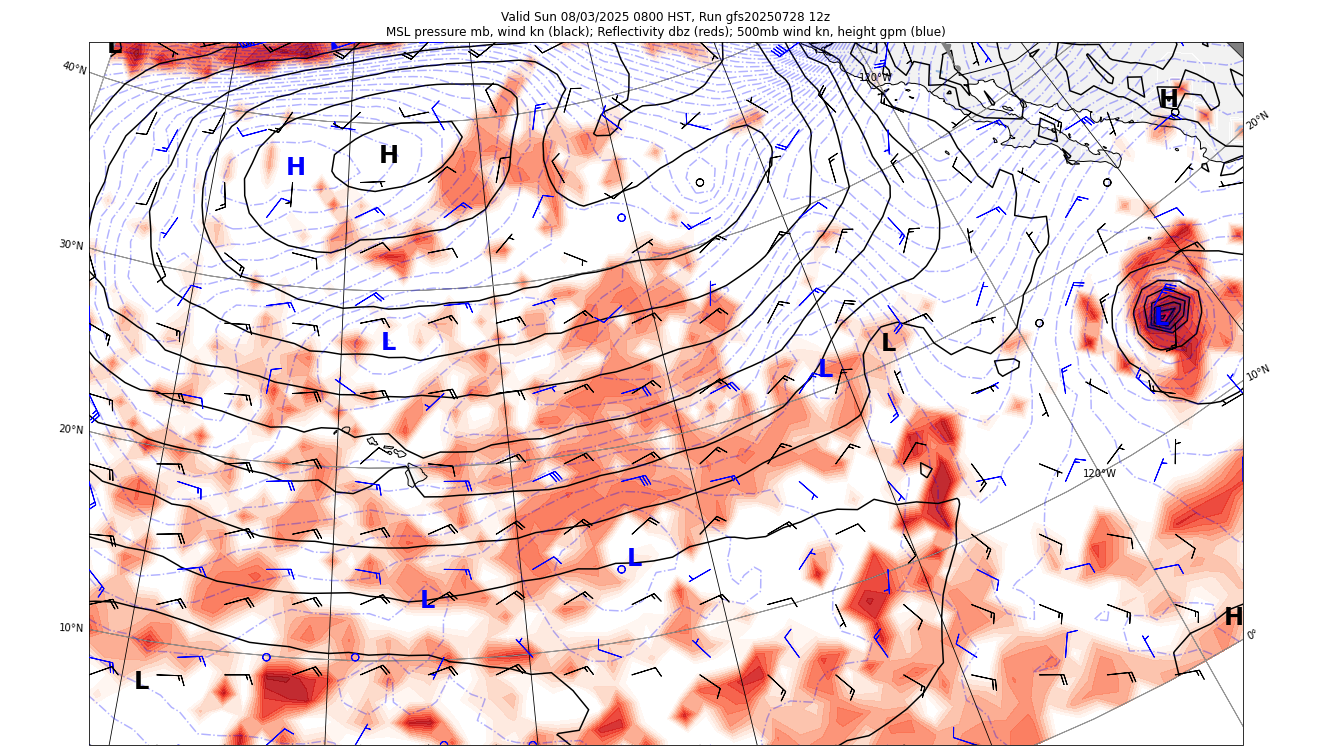 Valid Sun 08/03/2025 0800 HST, Run gfs20250728 12z
MSL pressure mb, wind kn (black); Reflectivity dbz (reds); 500mb wind kn, height gpm (blue)
L
40°N
120°W
H
20°N
H
H
30°N
L
L
L
L
10°N
20°N
120°W
L
L
H
10°N
0°
L